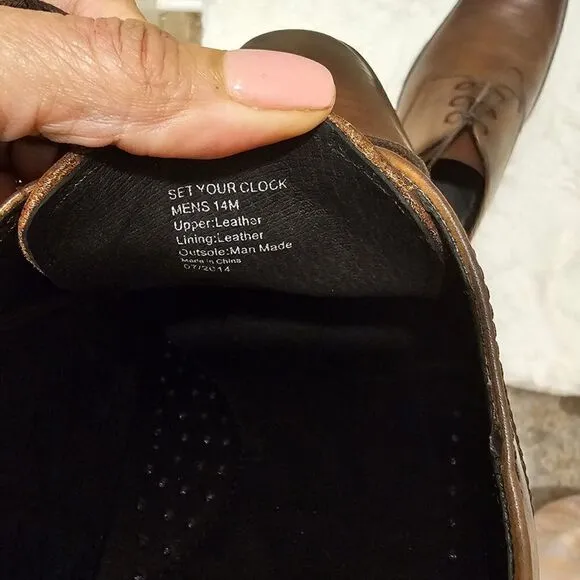 SET YOUR CLOCK
MENS 14M
Upper:Leather
Lining:Leather
Outsole:Man Made
Made in China
07/2014